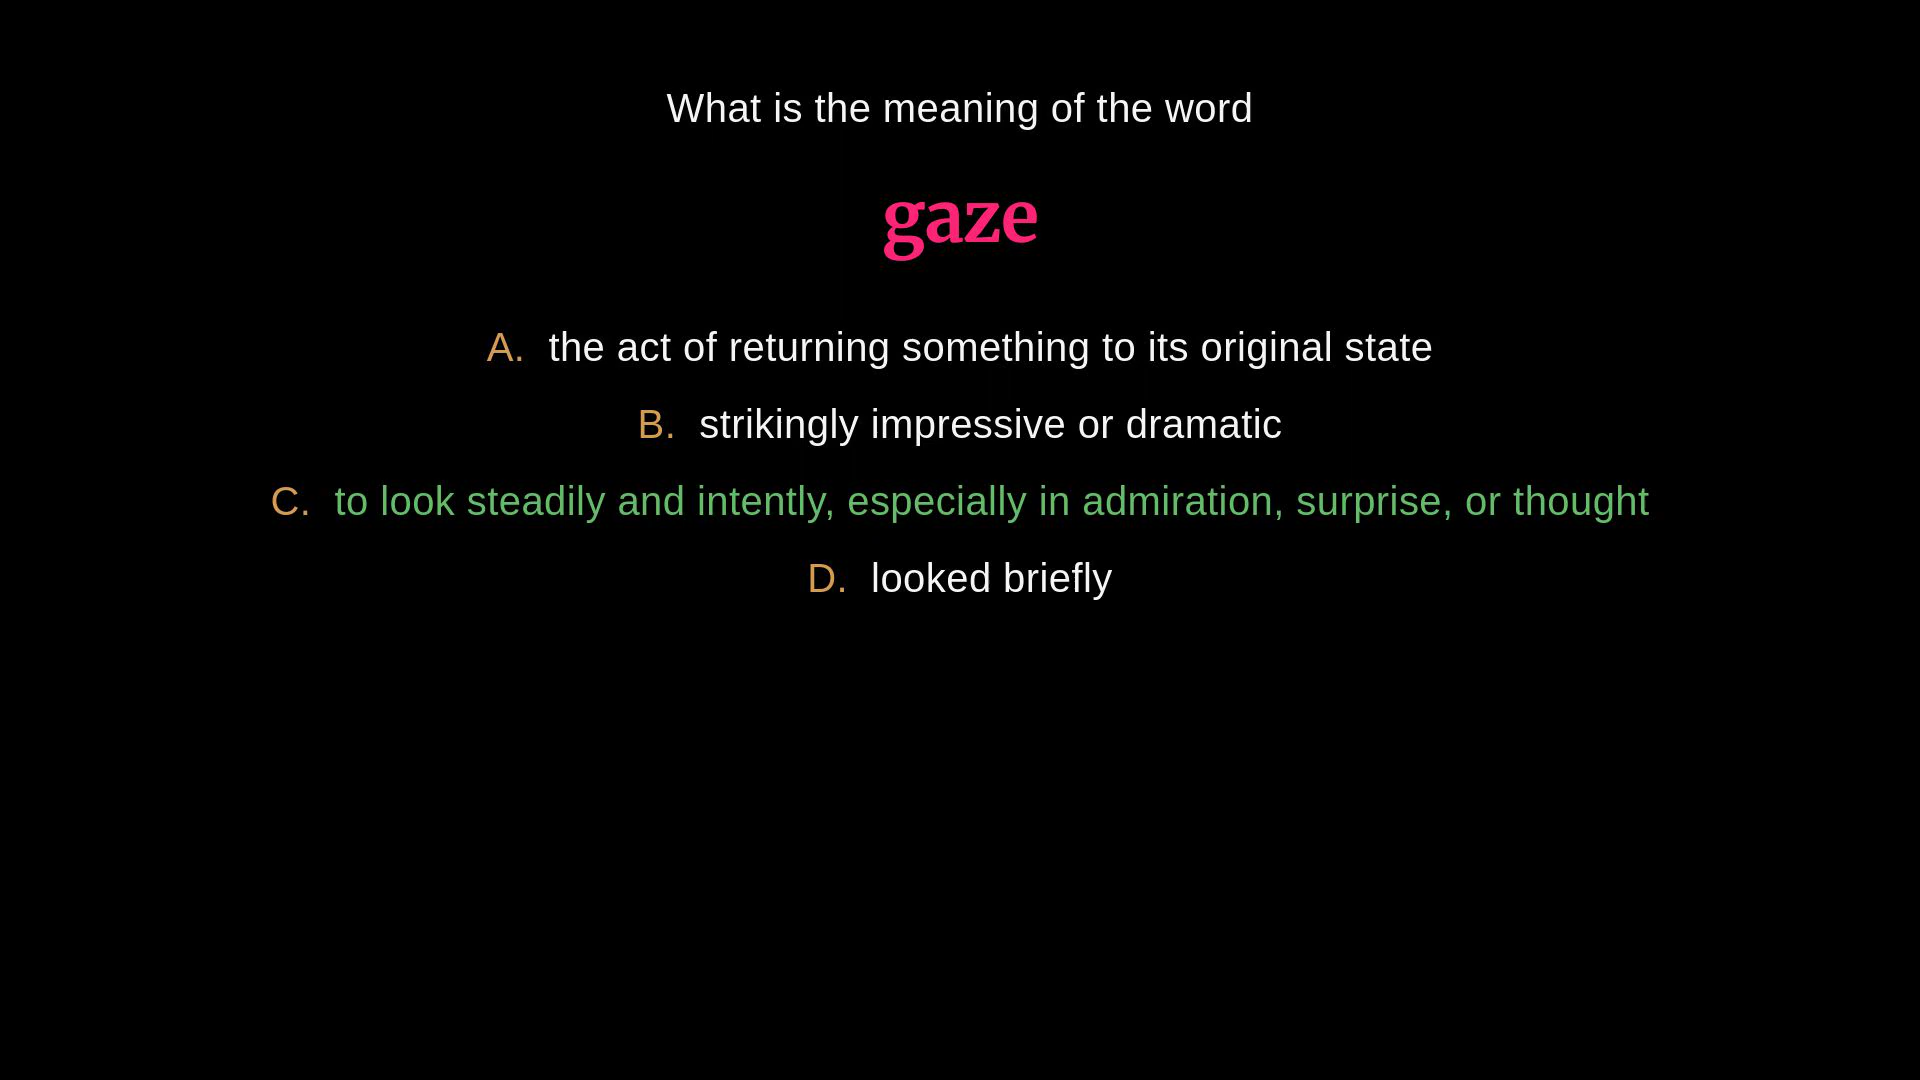 What is the meaning of the word
gaze
A. the act of returning something to its original state
B. strikingly impressive or dramatic
C. to look steadily and intently, especially in admiration, surprise, or thought
D. looked briefly